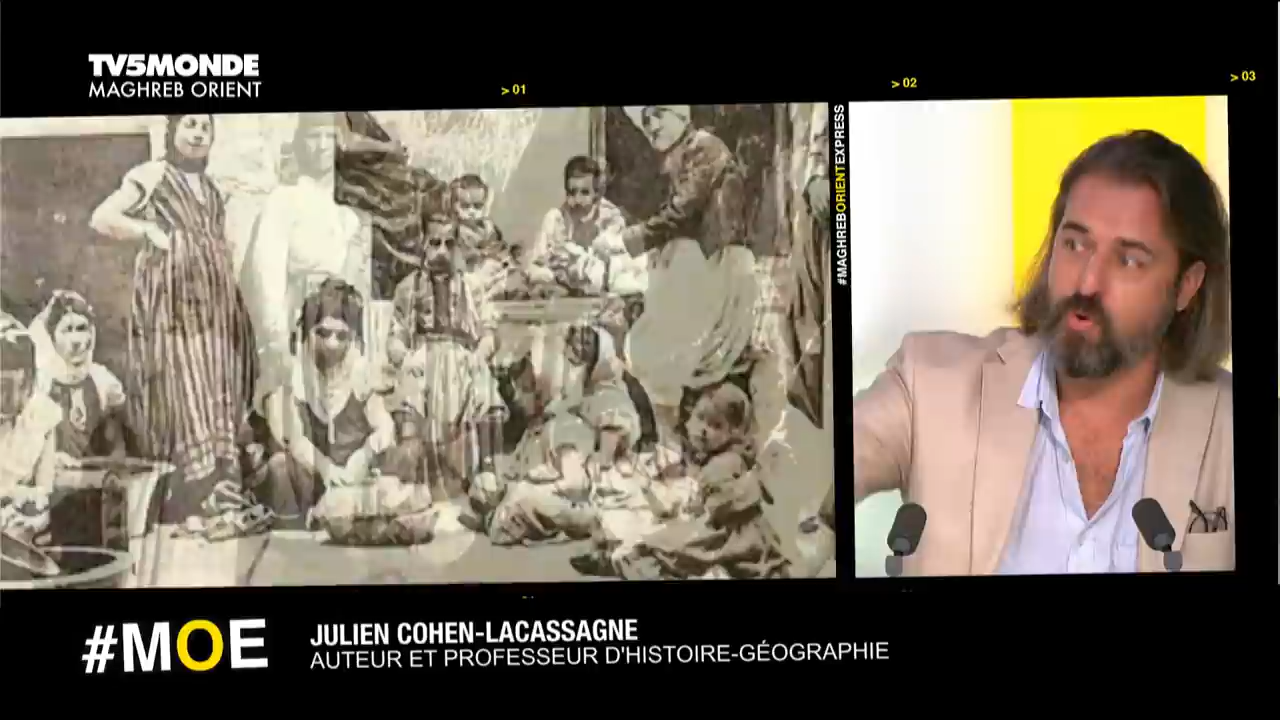 TV5MONDE
MAGHREB ORIENT
> 01
> 02
> 03
#MAGHREBORIENTEXPRESS
#MOE
JULIEN COHEN-LACASSAGNE
AUTEUR ET PROFESSEUR D'HISTOIRE-GÉOGRAPHIE